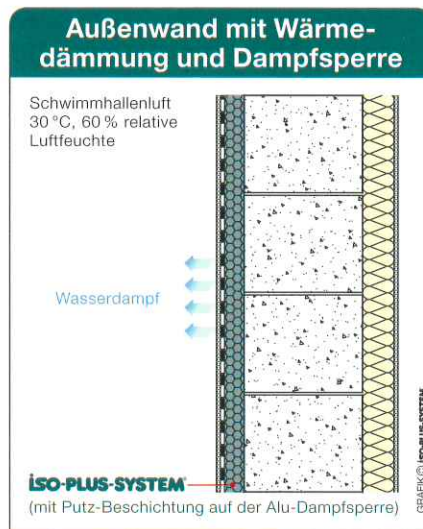 Außenwand mit Wärme-
dämmung und Dampfsperre
Schwimmhallenluft
30 °C, 60 % relative
Luftfeuchte
Wasserdampf
iSO-PLUS-SYSTEM
(mit Putz-Beschichtung auf der Alu-Dampfsperre)
GRAFIK © iSO-PLUS-SYSTEM